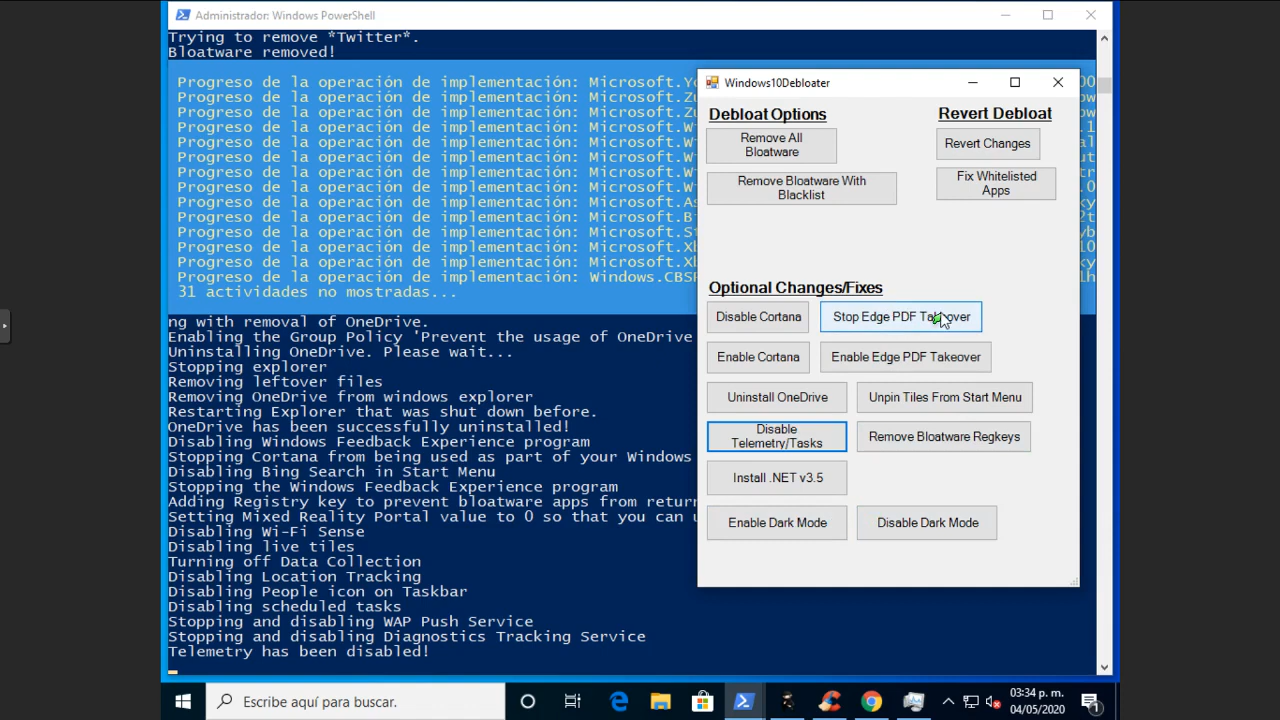 Administrador: Windows PowerShell
Trying to remove *Twitter*.
Bloatware removed!
Progreso de la operación de implementación: Microsoft.Yo
Progreso de la operación de implementación: Microsoft.Zu
Progreso de la operación de implementación: Microsoft.Zu
Progreso de la operación de implementación: Microsoft.W
Progreso de la operación de implementación: Microsoft.W
Progreso de la operación de implementación: Microsoft.W
Progreso de la operación de implementación: Microsoft.W
Progreso de la operación de implementación: Microsoft.W
Progreso de la operación de implementación: Microsoft.As
Progreso de la operación de implementación: Microsoft.B
Progreso de la operación de implementación: Microsoft.St
Progreso de la operación de implementación: Microsoft.Xb
Progreso de la operación de implementación: Microsoft.Xb
Progreso de la operación de implementación: Windows.CBSP
31 actividades no mostradas...
ng with removal of OneDrive.
Enabling the Group Policy 'Prevent the usage of OneDrive
Uninstalling OneDrive. Please wait...
Stopping explorer
Removing leftover files
Removing OneDrive from windows explorer
Restarting Explorer that was shut down before.
OneDrive has been successfully uninstalled!
Disabling Windows Feedback Experience program
Stopping Cortana from being used as part of your Windows
Disabling Bing Search in Start Menu
Stopping the Windows Feedback Experience program
Adding Registry key to prevent bloatware apps from return
Setting Mixed Reality Portal value to 0 so that you can u
Disabling Wi-Fi Sense
Disabling live tiles
Turning off Data Collection
Disabling Location Tracking
Disabling People icon on Taskbar
Disabling scheduled tasks
Stopping and disabling WAP Push Service
Stopping and disabling Diagnostics Tracking Service
Telemetry has been disabled!
Windows10Debloater
Debloat Options
Revert Debloat
Remove All
Bloatware
Revert Changes
Remove Bloatware With
Blacklist
Fix Whitelisted
Apps
Optional Changes/Fixes
Disable Cortana
Stop Edge PDF Takeover
Enable Cortana
Enable Edge PDF Takeover
Uninstall OneDrive
Unpin Tiles From Start Menu
Disable
Telemetry/Tasks
Remove Bloatware Regkeys
Install .NET v3.5
Enable Dark Mode
Disable Dark Mode
Escribe aquí para buscar.
03:34 p. m.
04/05/2020
1